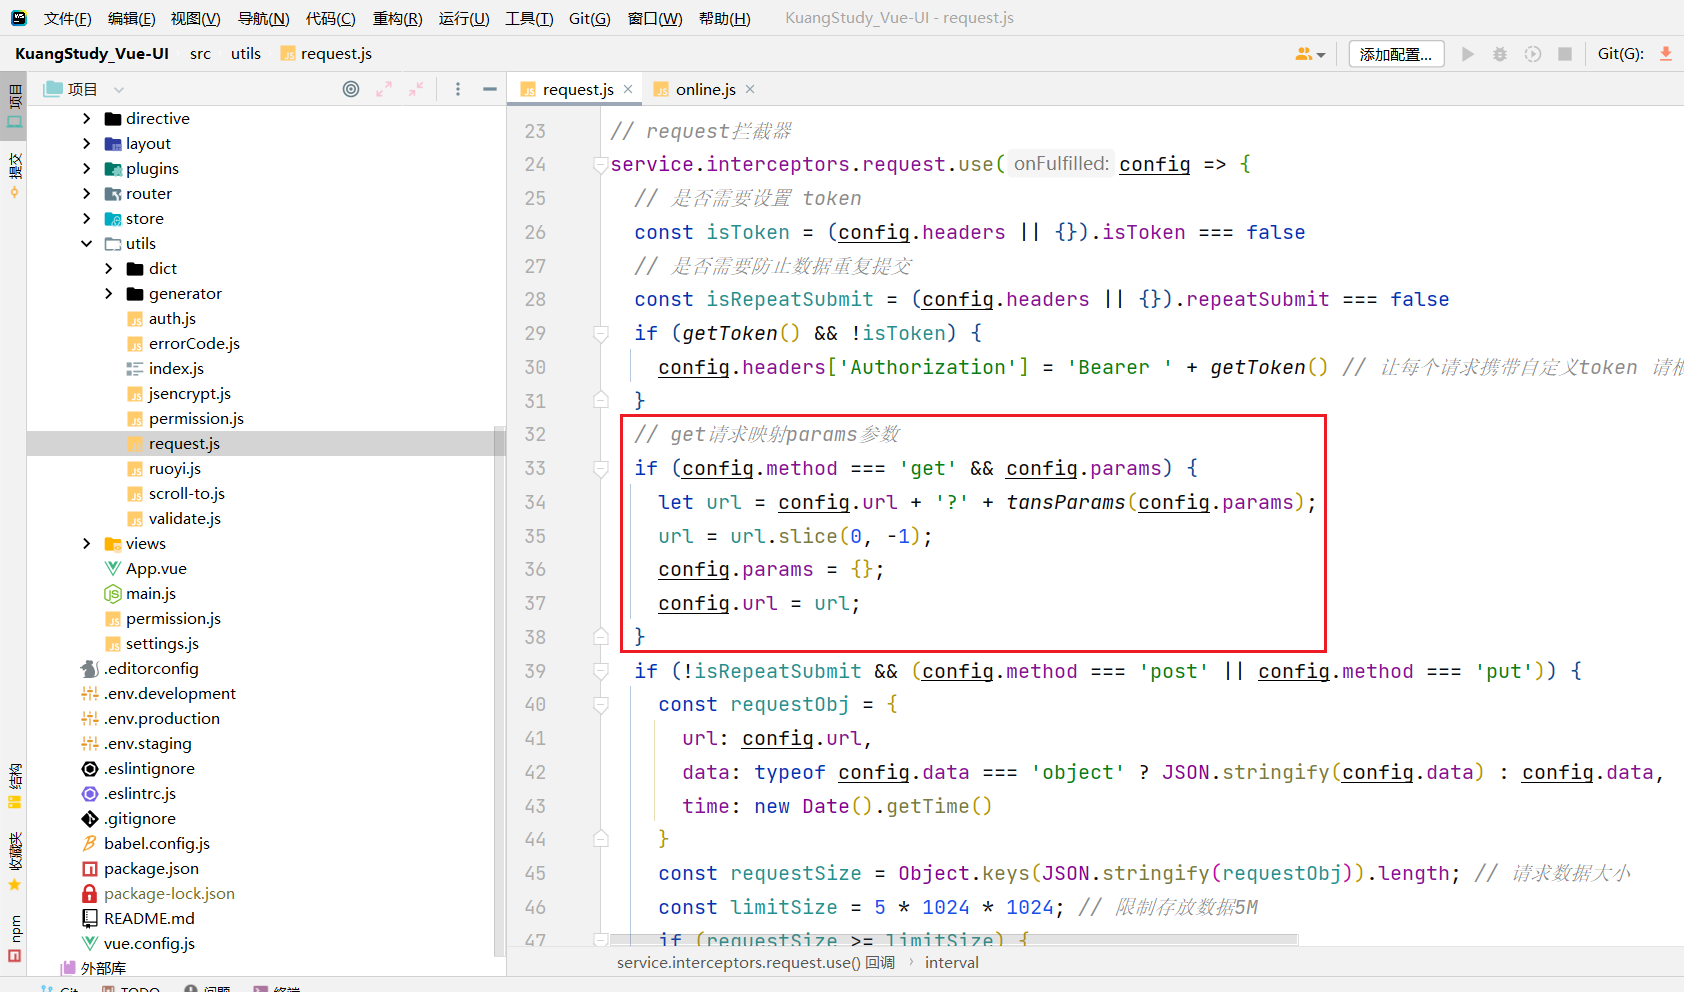 文件(F) 编辑(E) 视图(V) 导航(N) 代码(C) 重构(R) 运行(U) 工具(T) Git(G) 窗口(W) 帮助(H) KuangStudy_Vue-UI - request.js
KuangStudy_Vue-UI src utils request.js 添加配置... Git(G):
项目
request.js
online.js
项目
提交
结构
收藏夹
npm
directive
layout
plugins
router
store
utils
dict
generator
auth.js
errorCode.js
index.js
jsencrypt.js
permission.js
request.js
ruoyi.js
scroll-to.js
validate.js
views
App.vue
main.js
permission.js
settings.js
.editorconfig
.env.development
.env.production
.env.staging
.eslintignore
.eslintrc.js
.gitignore
babel.config.js
package.json
package-lock.json
README.md
vue.config.js
外部库
23 // request拦截器
24 service.interceptors.request.use( onFulfilled: config => {
25 // 是否需要设置 token
26 const isToken = (config.headers || {}).isToken === false
27 // 是否需要防止数据重复提交
28 const isRepeatSubmit = (config.headers || {}).repeatSubmit === false
29 if (getToken() && !isToken) {
30 config.headers['Authorization'] = 'Bearer ' + getToken() // 让每个请求携带自定义token 请根
31 }
32 // get请求映射params参数
33 if (config.method === 'get' && config.params) {
34 let url = config.url + '?' + tansParams(config.params);
35 url = url.slice(0, -1);
36 config.params = {};
37 config.url = url;
38 }
39 if (!isRepeatSubmit && (config.method === 'post' || config.method === 'put')) {
40 const requestObj = {
41 url: config.url,
42 data: typeof config.data === 'object' ? JSON.stringify(config.data) : config.data,
43 time: new Date().getTime()
44 }
45 const requestSize = Object.keys(JSON.stringify(requestObj)).length; // 请求数据大小
46 const limitSize = 5 * 1024 * 1024; // 限制存放数据5M
47 if (requestSize >= limitSize) {
service.interceptors.request.use() 回调 › interval
Git TODO 问题 终端